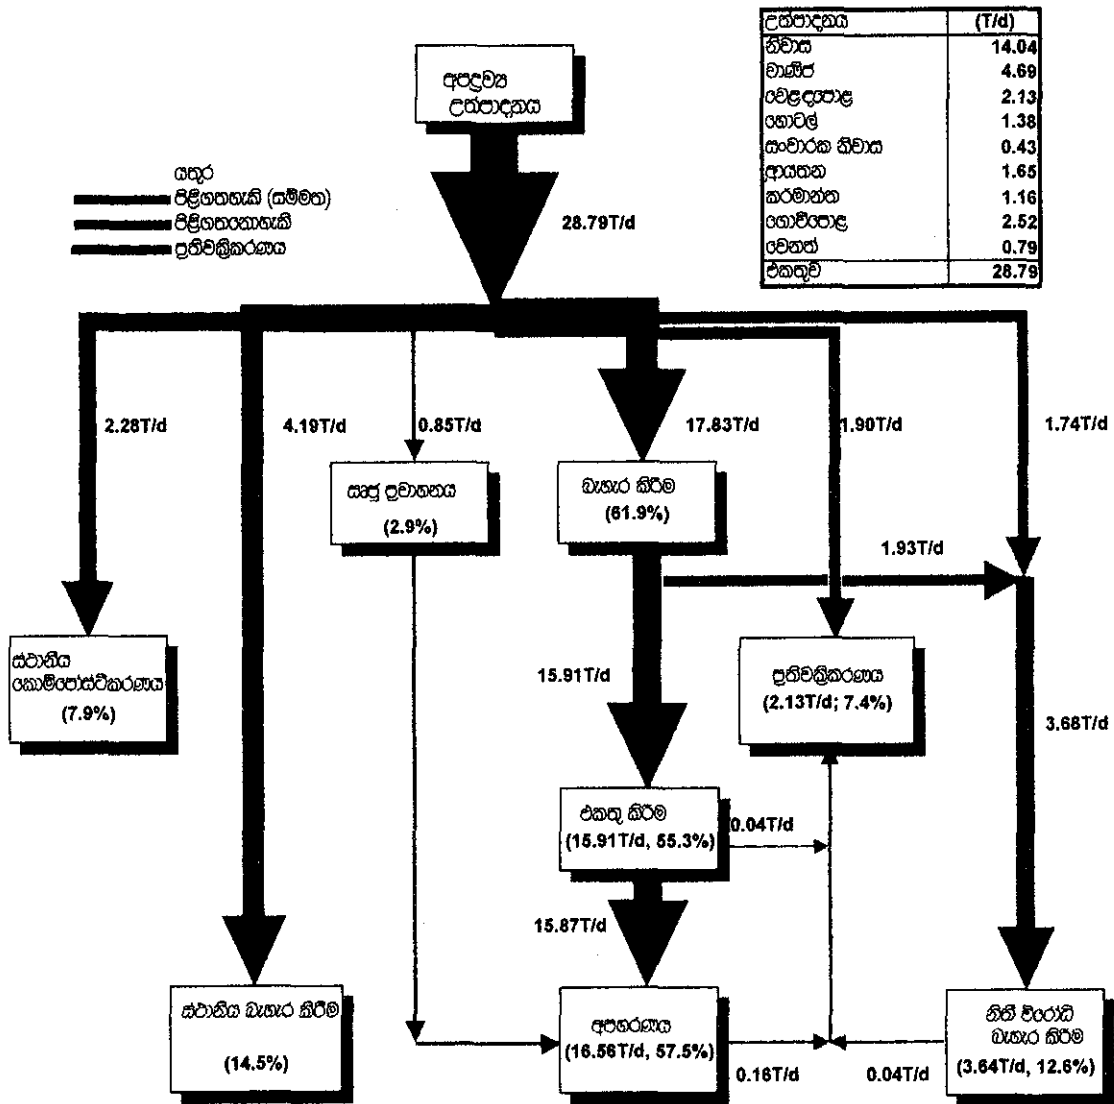 උත්පාදනය (T/d)
නිවාස 14.04
වාණිජ 4.69
වෙළඳපොළ 2.13
හොටල් 1.38
සංචාරක නිවාස 0.43
ආයතන 1.65
කර්මාන්ත 1.16
ගොවිපොළ 2.52
වෙනත් 0.79
එකතුව 28.79
අපද්‍රව්‍ය
උත්පාදනය
යතුර
පිළිගතහැකි (සම්මත)
පිළිගතනොහැකි
ප්‍රතිචක්‍රිකරණය
28.79T/d
2.28T/d
4.19T/d
0.85T/d
17.83T/d
1.90T/d
1.74T/d
සෘජු ප්‍රවාහනය
(2.9%)
බැහැර කිරීම
(61.9%)
1.93T/d
ස්ථානීය
කොම්පෝස්ට්කරණය
(7.9%)
15.91T/d
ප්‍රතිචක්‍රිකරණය
(2.13T/d; 7.4%)
3.68T/d
එකතු කිරීම
(15.91T/d, 55.3%)
0.04T/d
15.87T/d
ස්ථානීය බැහැර කිරීම
(14.5%)
අපහරණය
(16.56T/d, 57.5%)
0.16T/d
0.04T/d
නිතී විරෝධි
බැහැර කිරීම
(3.64T/d, 12.6%)